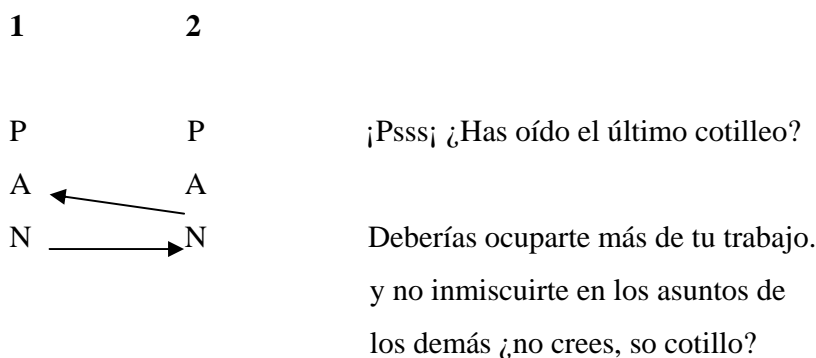 1 2
P P ¡Psss¡ ¿Has oído el último cotilleo?
A A
N N Deberías ocuparte más de tu trabajo.
y no inmiscuirte en los asuntos de
los demás ¿no crees, so cotillo?